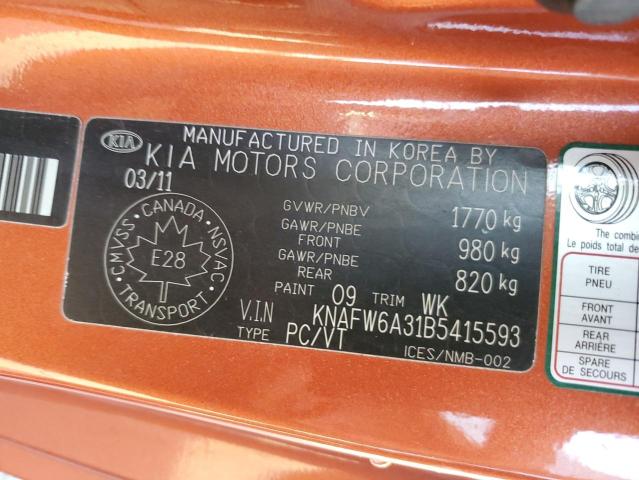 KIA
MANUFACTURED IN KOREA BY
KIA MOTORS CORPORATION
03/11
GVWR/PNBV 1770 kg
GAWR/PNBE FRONT 980 kg
GAWR/PNBE REAR 820 kg
PAINT 09 TRIM WK
V.I.N KNAFW6A31B5415593
TYPE PC/VT ICES/NMB-002
CANADA
CMVSS · NSVAC
E28
TRANSPORT
The combin
Le poids total de
TIRE
PNEU
FRONT
AVANT
REAR
ARRIÈRE
SPARE
DE SECOURS